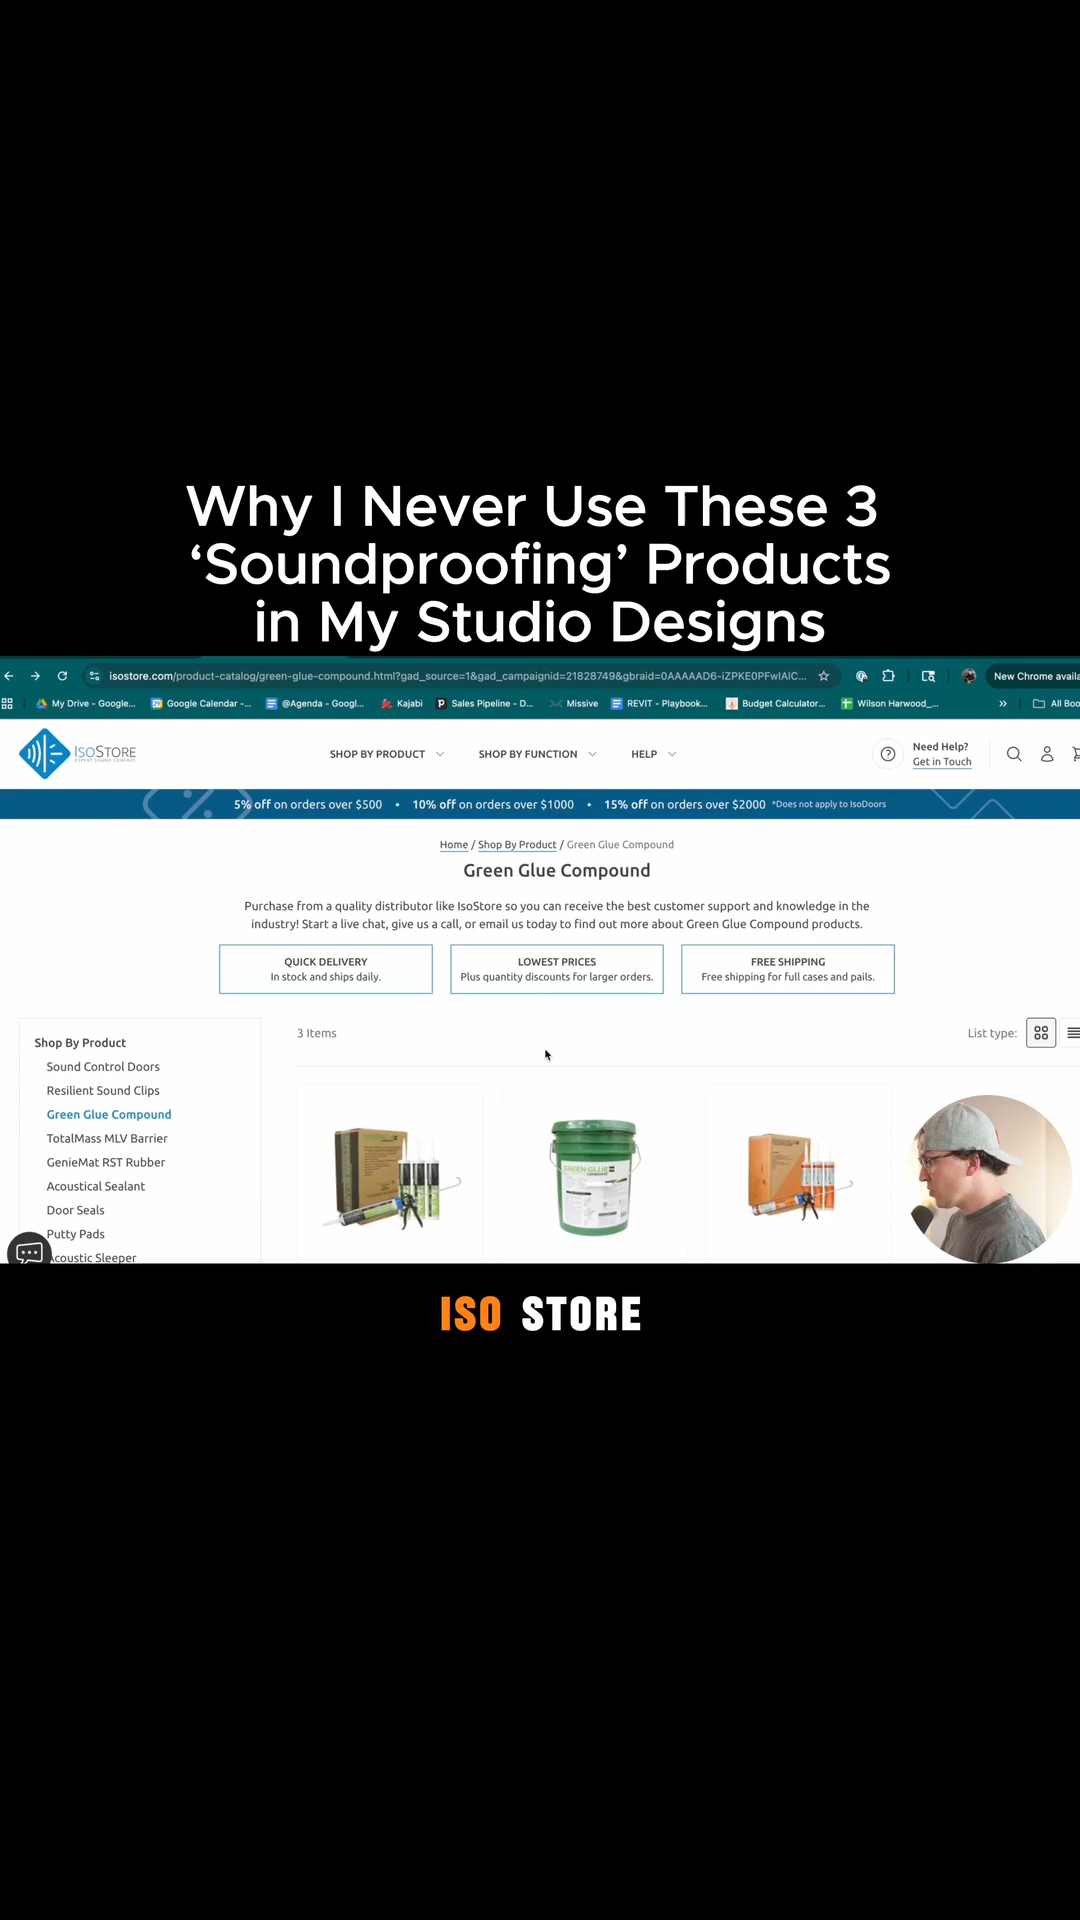 Why I Never Use These 3
‘Soundproofing’ Products
in My Studio Designs
isostore.com/product-catalog/green-glue-compound.html?gad_source=1&gad_campaignid=21828749&gbraid=0AAAAAD6-iZPKE0PFwIAIC...
New Chrome availa
My Drive - Google...
Google Calendar -...
@Agenda - Googl...
Kajabi
Sales Pipeline - D...
Missive
REVIT - Playbook...
Budget Calculator...
Wilson Harwood_...
»
All Boo
ISOSTORE
EXPERT SOUND CONTROL
SHOP BY PRODUCT
SHOP BY FUNCTION
HELP
Need Help?
Get in Touch
5% off on orders over $500 • 10% off on orders over $1000 • 15% off on orders over $2000 *Does not apply to IsoDoors
Home / Shop By Product / Green Glue Compound
Green Glue Compound
Purchase from a quality distributor like IsoStore so you can receive the best customer support and knowledge in the
industry! Start a live chat, give us a call, or email us today to find out more about Green Glue Compound products.
QUICK DELIVERY
In stock and ships daily.
LOWEST PRICES
Plus quantity discounts for larger orders.
FREE SHIPPING
Free shipping for full cases and pails.
Shop By Product
Sound Control Doors
Resilient Sound Clips
Green Glue Compound
TotalMass MLV Barrier
GenieMat RST Rubber
Acoustical Sealant
Door Seals
Putty Pads
Acoustic Sleeper
3 Items
List type:
GREEN GLUE
ISO STORE